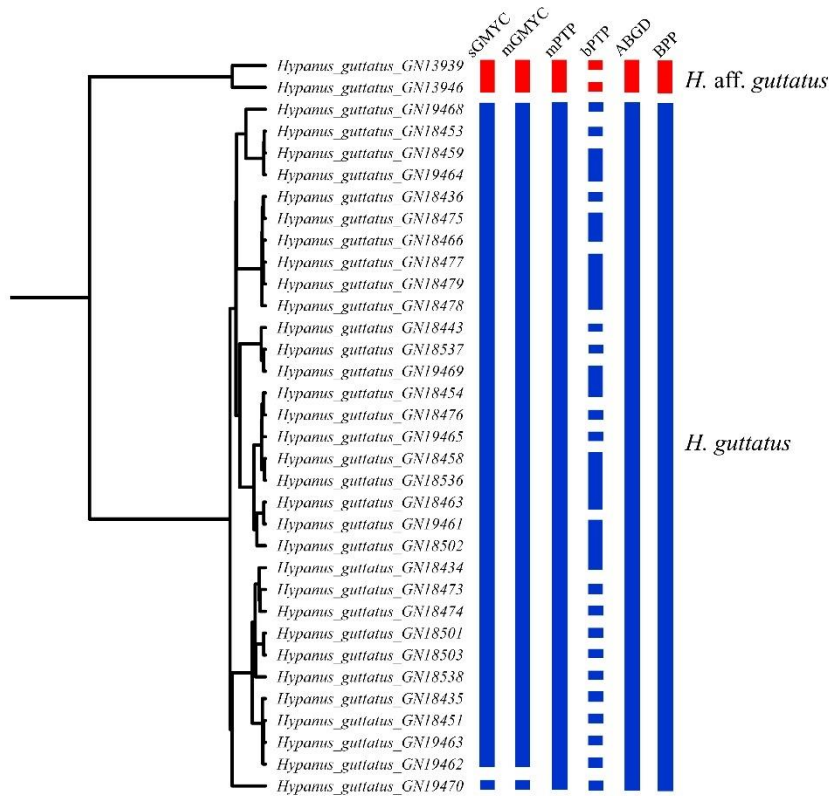 sGMYC mGMYC mPTP bPTP ABGD BPP
Hypanus_guttatus_GN13939
Hypanus_guttatus_GN13946
H. aff. guttatus
Hypanus_guttatus_GN19468
Hypanus_guttatus_GN18453
Hypanus_guttatus_GN18459
Hypanus_guttatus_GN19464
Hypanus_guttatus_GN18436
Hypanus_guttatus_GN18475
Hypanus_guttatus_GN18466
Hypanus_guttatus_GN18477
Hypanus_guttatus_GN18479
Hypanus_guttatus_GN18478
Hypanus_guttatus_GN18443
Hypanus_guttatus_GN18537
Hypanus_guttatus_GN19469
Hypanus_guttatus_GN18454
Hypanus_guttatus_GN18476
Hypanus_guttatus_GN19465
H. guttatus
Hypanus_guttatus_GN18458
Hypanus_guttatus_GN18536
Hypanus_guttatus_GN18463
Hypanus_guttatus_GN19461
Hypanus_guttatus_GN18502
Hypanus_guttatus_GN18434
Hypanus_guttatus_GN18473
Hypanus_guttatus_GN18474
Hypanus_guttatus_GN18501
Hypanus_guttatus_GN18503
Hypanus_guttatus_GN18538
Hypanus_guttatus_GN18435
Hypanus_guttatus_GN18451
Hypanus_guttatus_GN19463
Hypanus_guttatus_GN19462
Hypanus_guttatus_GN19470